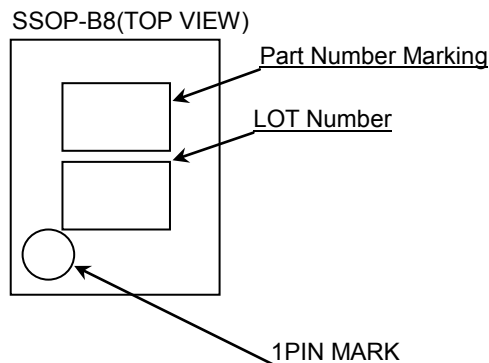 SSOP-B8(TOP VIEW)
Part Number Marking
LOT Number
1PIN MARK